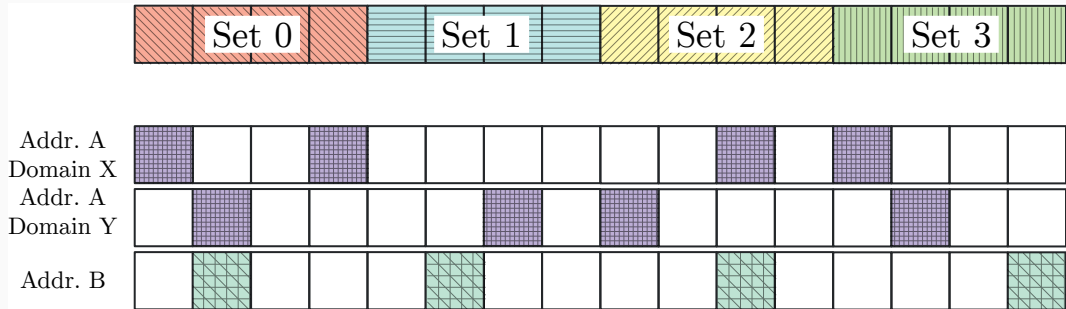 Set 0
Set 1
Set 2
Set 3
Addr. A
Domain X
Addr. A
Domain Y
Addr. B